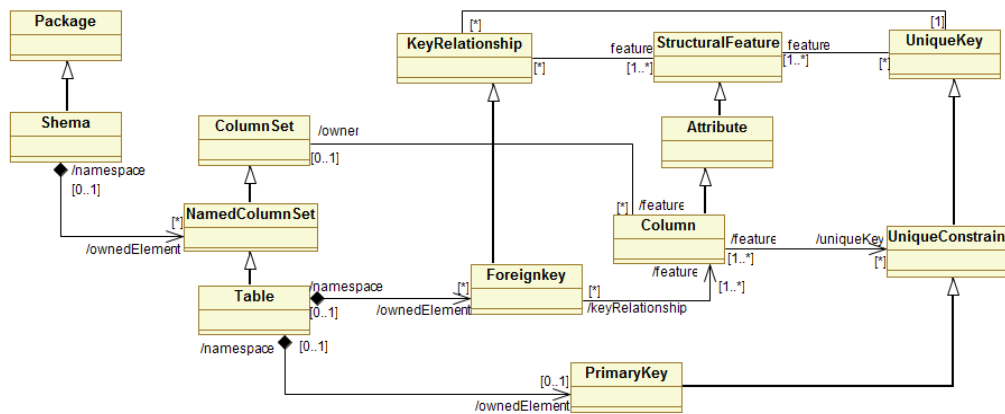 [*]
[1]
Package
KeyRelationship
feature
StructuralFeature
feature
UniqueKey
[*]
[1..*]
[1..*]
[*]
Shema
ColumnSet
/owner
Attribute
/namespace
[0..1]
[0..1]
[*]
NamedColumnSet
/ownedElement
[*]
/feature
Column
/feature
/uniqueKey
UniqueConstrain
[1..*]
[*]
Table
/namespace
[0..1]
[*]
/ownedElement
Foreignkey
[*]
/keyRelationship
/feature
[1..*]
/namespace
[0..1]
[0..1]
/ownedElement
PrimaryKey